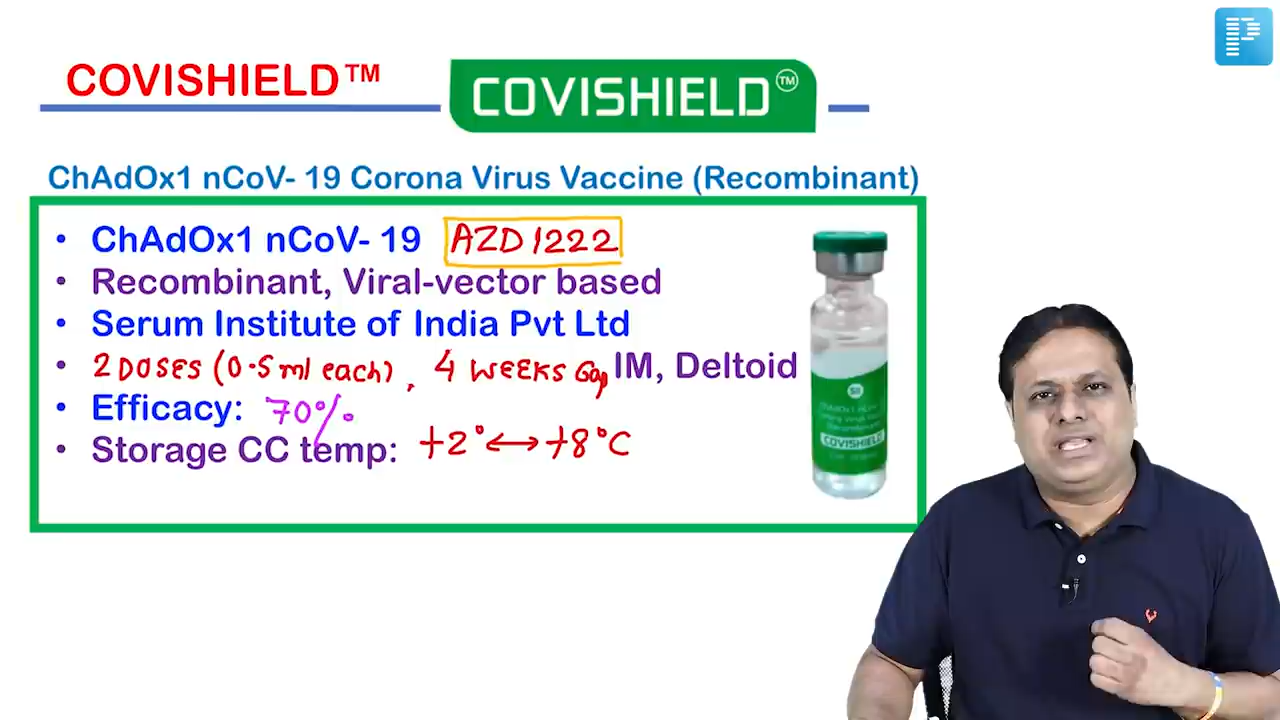 COVISHIELD™
COVISHIELD™
ChAdOx1 nCoV- 19 Corona Virus Vaccine (Recombinant)
• ChAdOx1 nCoV- 19 AZD1222
• Recombinant, Viral-vector based
• Serum Institute of India Pvt Ltd
• 2 DOSES (0.5ml each), 4 WEEKS Gap IM, Deltoid
• Efficacy: 70%
• Storage CC temp: +2° ↔ +8°C
COVISHIELD
P